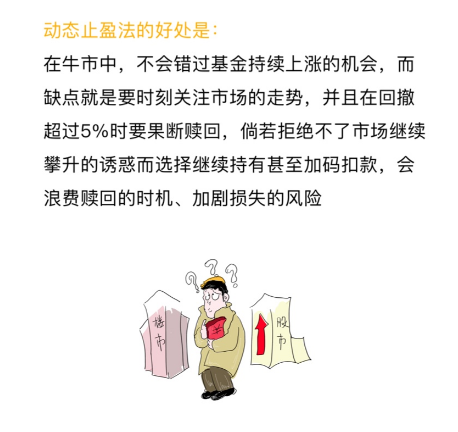 动态止盈法的好处是：
在牛市中，不会错过基金持续上涨的机会，而
缺点就是要时刻关注市场的走势，并且在回撤
超过5%时要果断赎回，倘若拒绝不了市场继续
攀升的诱惑而选择继续持有甚至加码扣款，会
浪费赎回的时机、加剧损失的风险
? ? ?
楼市
股市